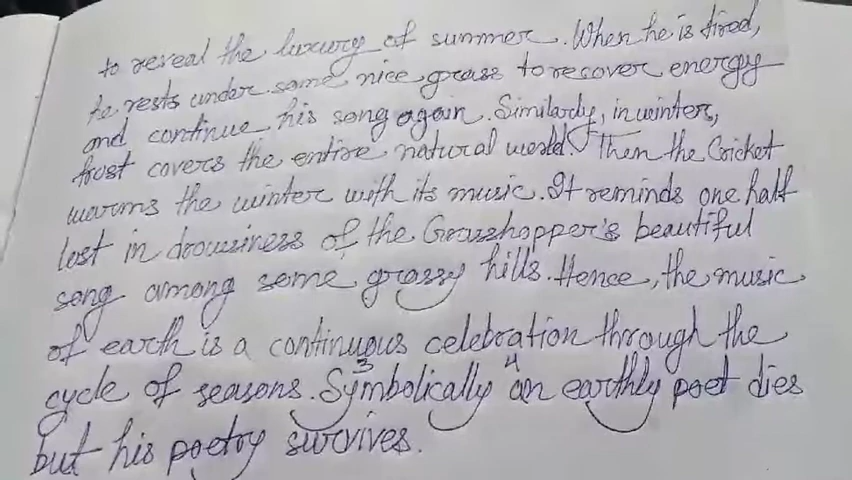 to reveal the luxury of summer. When he is tired,
he rests under some nice grass to recover energy
and continue his song again. Similarly, in winter,
frost covers the entire natural world. Then the Cricket
warms the winter with its music. It reminds one half
lost in drowsiness of the Grasshopper's beautiful
song among some grassy hills. Hence, the music
of earth is a continuous celebration through the
cycle of seasons. Symbolically an earthly poet dies
but his poetry survives.